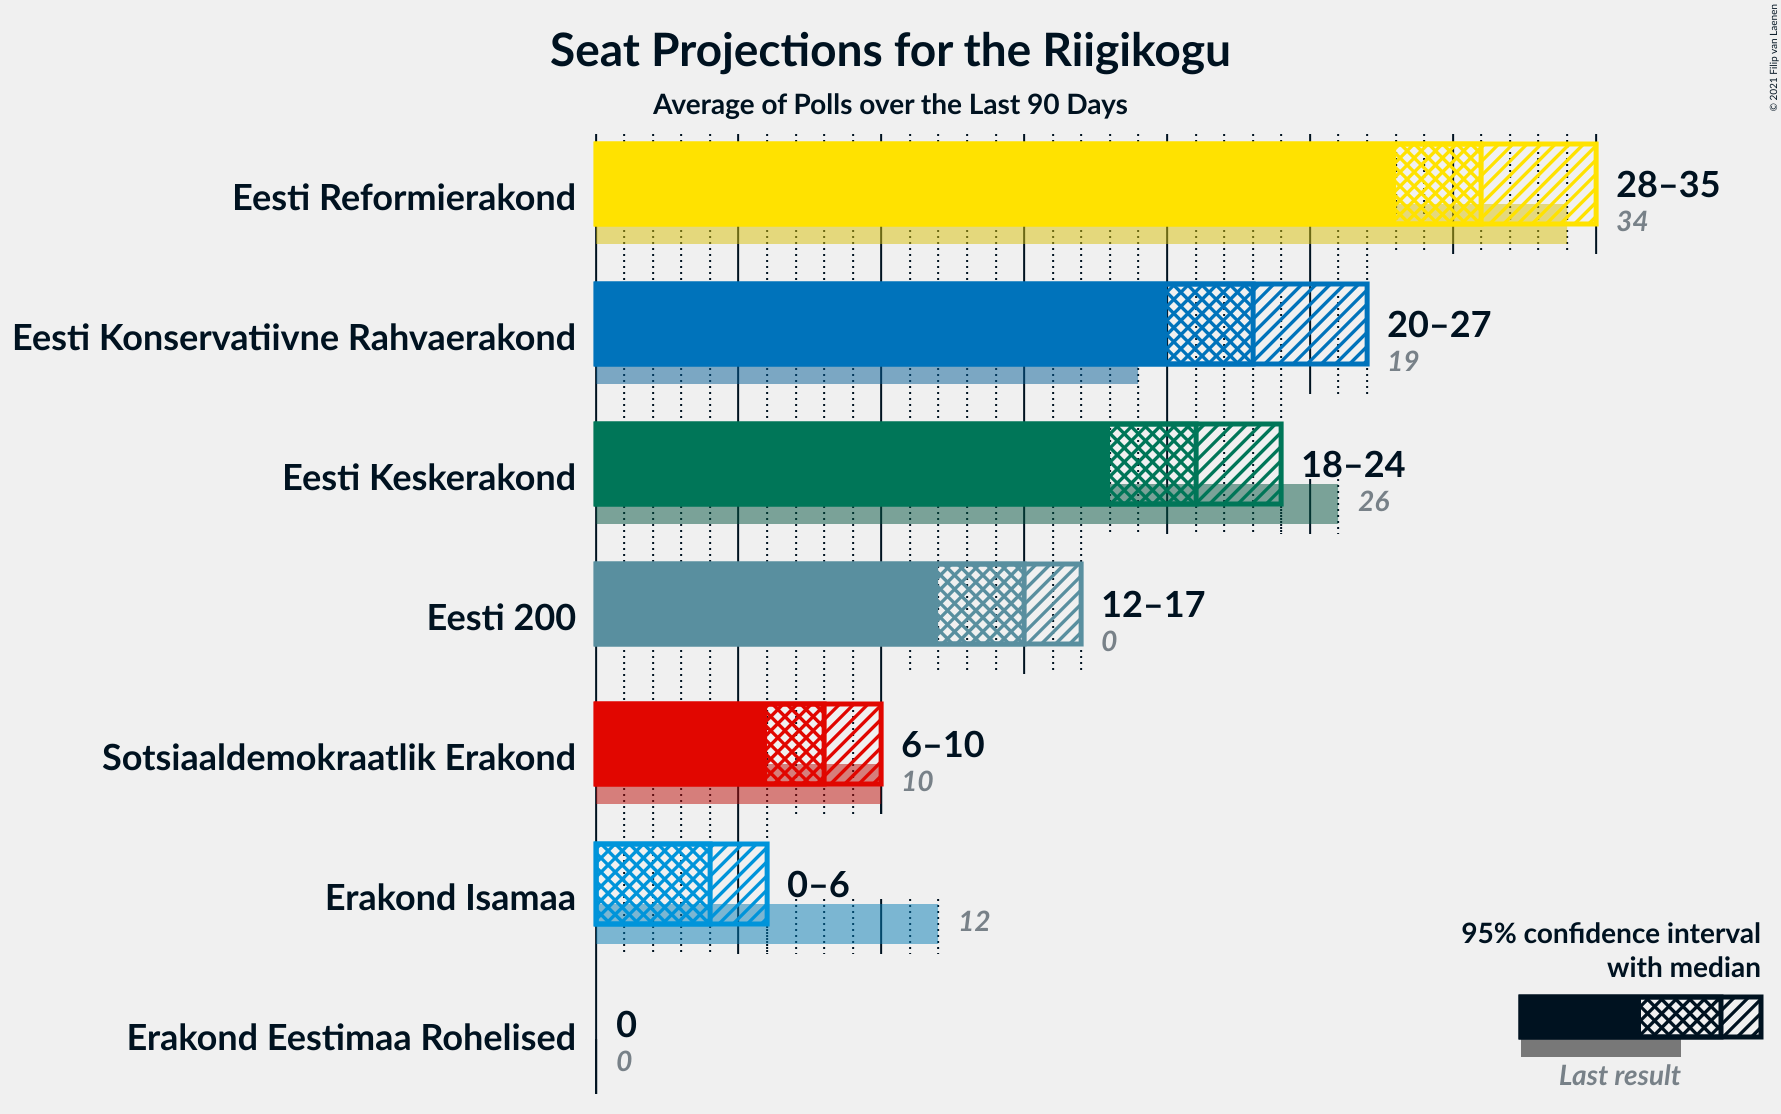 Seat Projections for the Riigikogu
Average of Polls over the Last 90 Days
© 2021 Filip van Laenen
Eesti Reformierakond
28–35
34
Eesti Konservatiivne Rahvaerakond
20–27
19
Eesti Keskerakond
18–24
26
Eesti 200
12–17
0
Sotsiaaldemokraatlik Erakond
6–10
10
Erakond Isamaa
0–6
12
Erakond Eestimaa Rohelised
0
0
95% confidence interval
with median
Last result